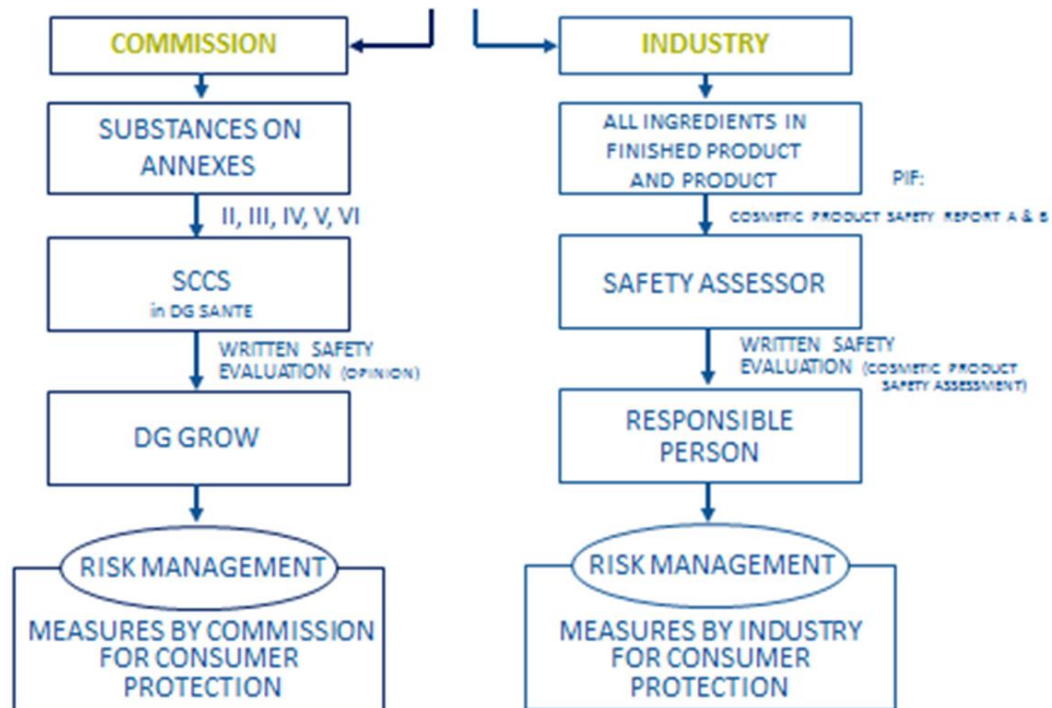 COMMISSION
SUBSTANCES ON
ANNEXES
II, III, IV, V, VI
SCCS
in DG SANTE
WRITTEN SAFETY
EVALUATION (OPINION)
DG GROW
RISK MANAGEMENT
MEASURES BY COMMISSION
FOR CONSUMER
PROTECTION
INDUSTRY
ALL INGREDIENTS IN
FINISHED PRODUCT
AND PRODUCT
PIF:
COSMETIC PRODUCT SAFETY REPORT A & B
SAFETY ASSESSOR
WRITTEN SAFETY
EVALUATION (COSMETIC PRODUCT
SAFETY ASSESSMENT)
RESPONSIBLE
PERSON
RISK MANAGEMENT
MEASURES BY INDUSTRY
FOR CONSUMER
PROTECTION